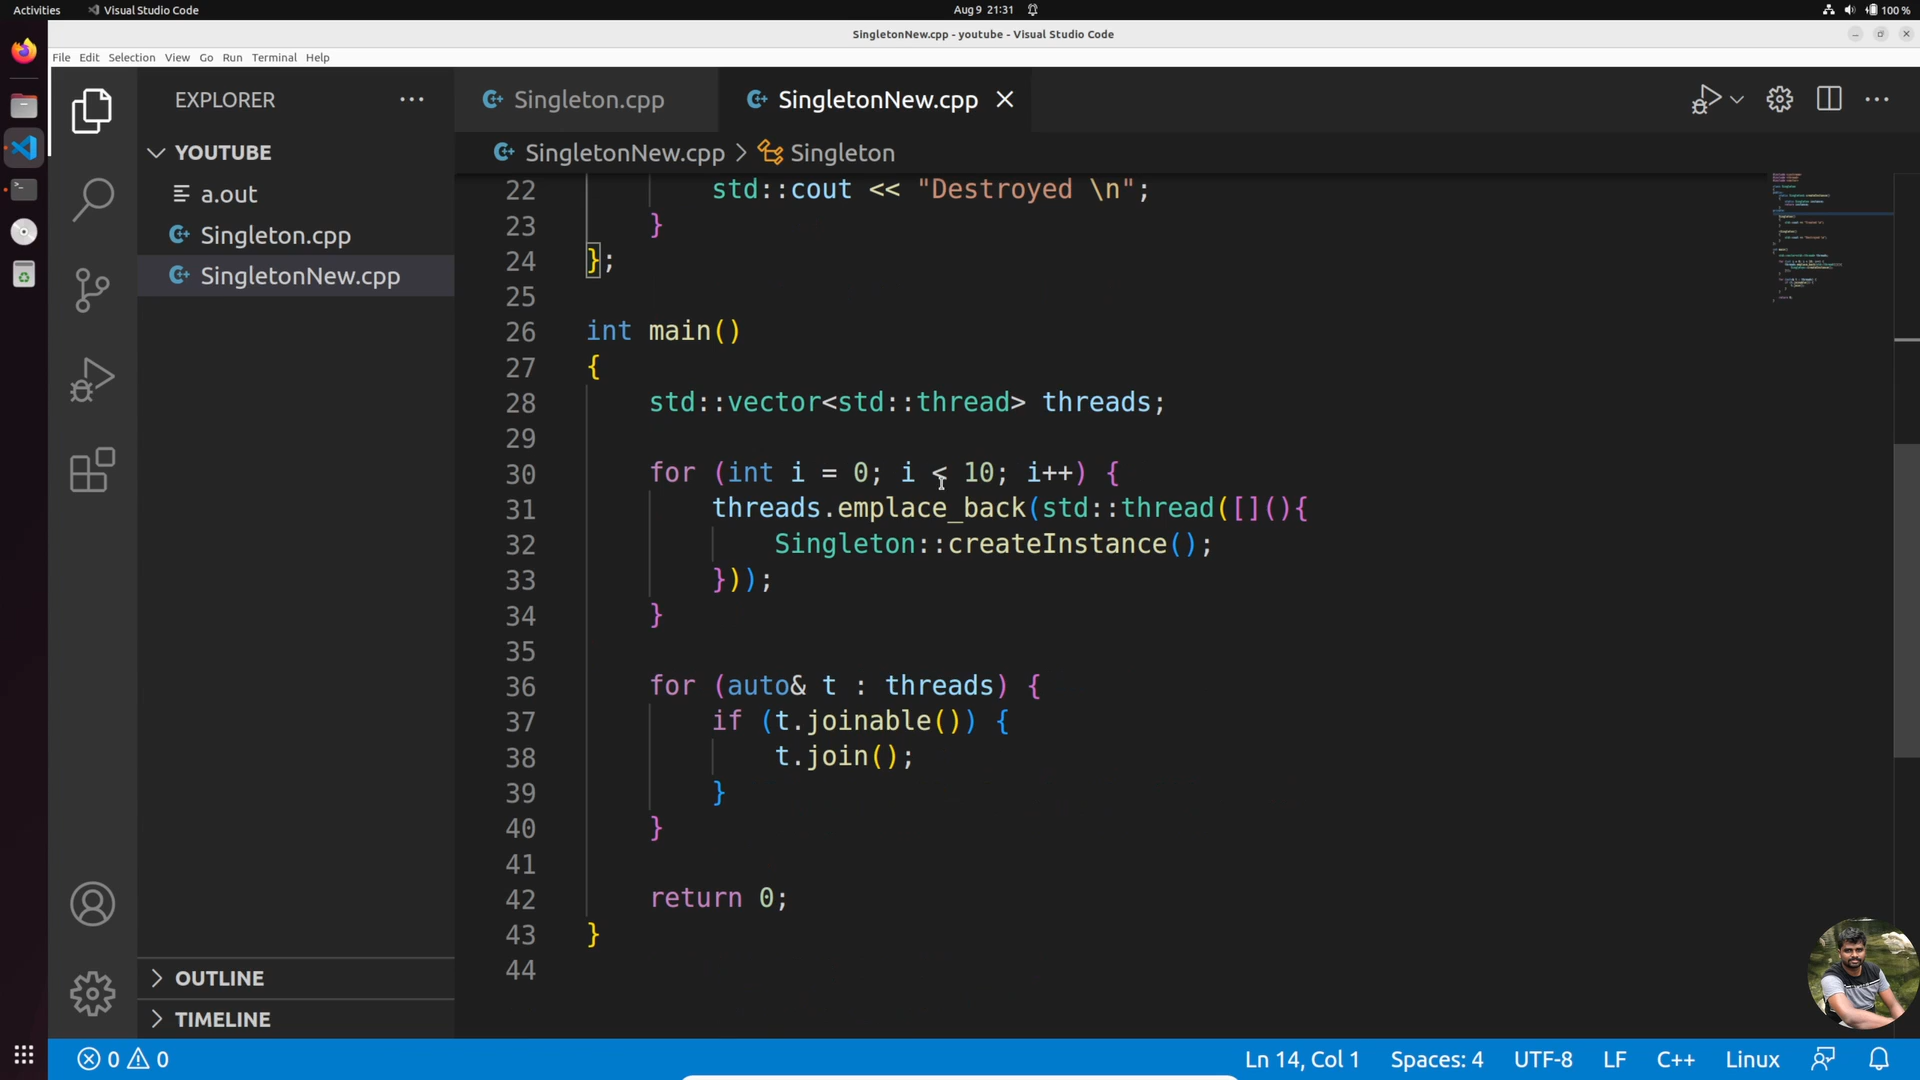 Activities
Visual Studio Code
Aug 9 21:31
100 %
SingletonNew.cpp - youtube - Visual Studio Code
File Edit Selection View Go Run Terminal Help
EXPLORER
YOUTUBE
a.out
Singleton.cpp
SingletonNew.cpp
OUTLINE
TIMELINE
Singleton.cpp
SingletonNew.cpp
SingletonNew.cpp > Singleton
22 std::cout << "Destroyed \n";
23 }
24 };
25
26 int main()
27 {
28 std::vector<std::thread> threads;
29
30 for (int i = 0; i < 10; i++) {
31 threads.emplace_back(std::thread([](){
32 Singleton::createInstance();
33 }));
34 }
35
36 for (auto& t : threads) {
37 if (t.joinable()) {
38 t.join();
39 }
40 }
41
42 return 0;
43 }
44
0 0
Ln 14, Col 1 Spaces: 4 UTF-8 LF C++ Linux